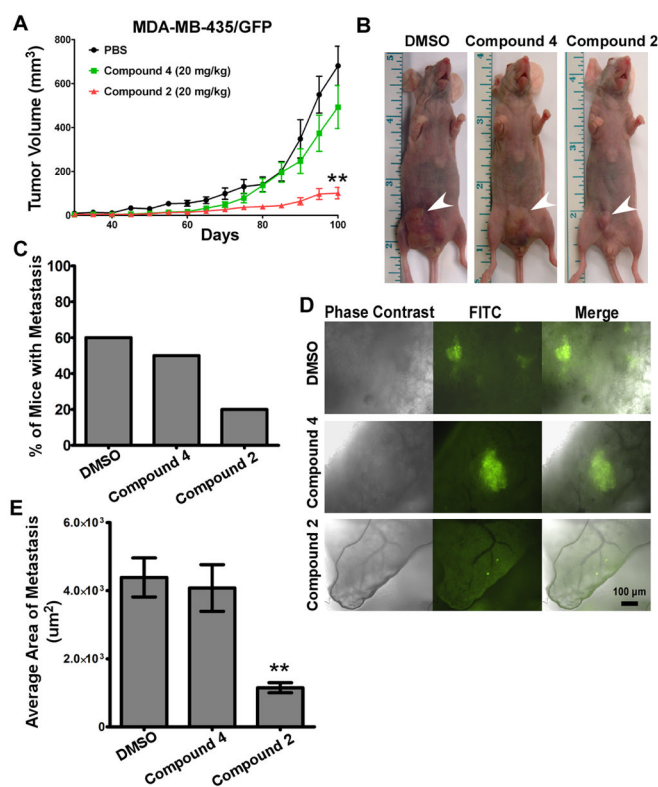 A
MDA-MB-435/GFP
Tumor Volume (mm³)
800
600
400
200
0
PBS
Compound 4 (20 mg/kg)
Compound 2 (20 mg/kg)
**
40
60
80
100
Days
B
DMSO
Compound 4
Compound 2
C
% of Mice with Metastasis
100
80
60
40
20
0
DMSO
Compound 4
Compound 2
D
Phase Contrast
FITC
Merge
DMSO
Compound 4
Compound 2
100 µm
E
Average Area of Metastasis
(um²)
6.0×10³
4.0×10³
2.0×10³
0
**
DMSO
Compound 4
Compound 2